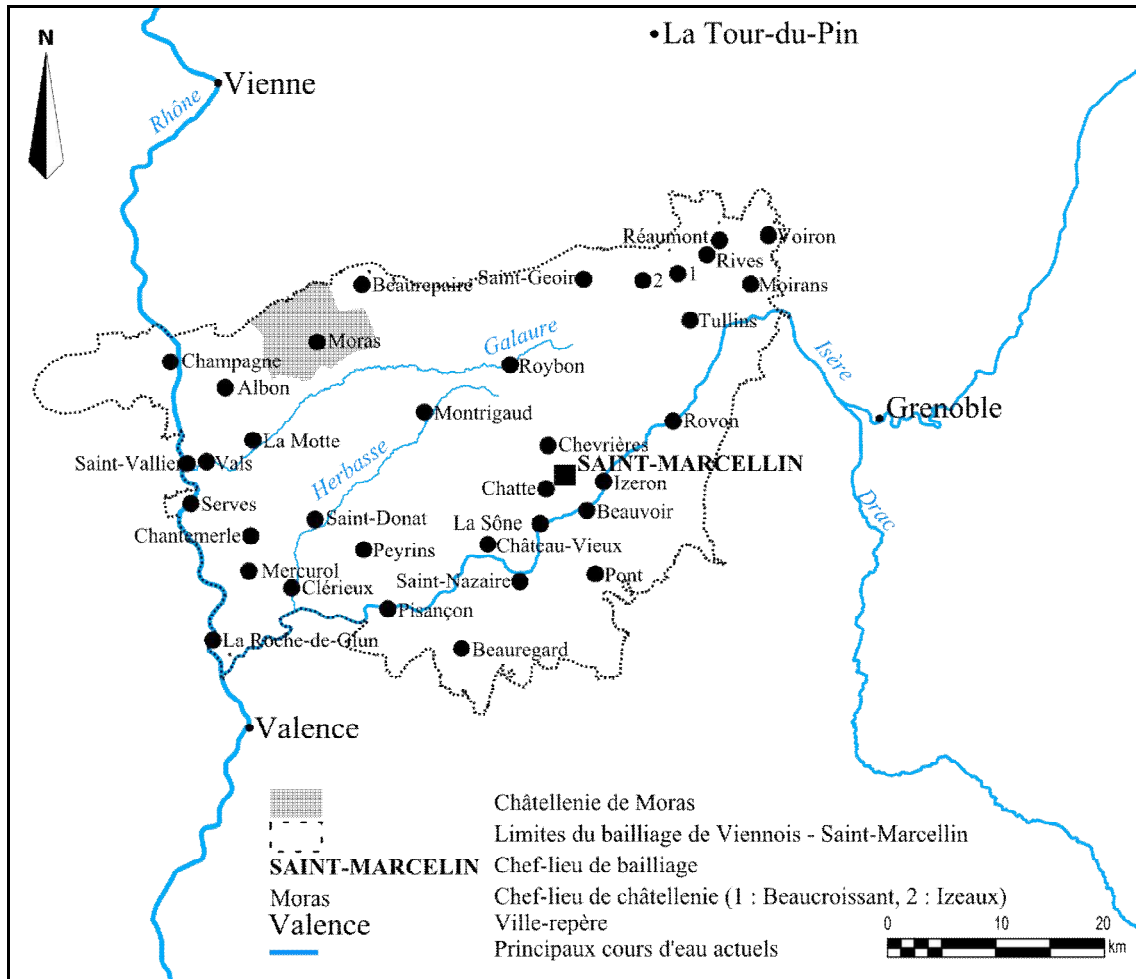 N
La Tour-du-Pin
Vienne
Rhône
Réaumont
Voiron
Rives
Beaurepaire
Saint-Geoirs
2
1
Moirans
Tullins
Moras
Galaure
Isère
Champagne
Roybon
Albon
Montrigaud
Grenoble
Rovon
La Motte
Chevrières
Saint-Vallier
Vals
Herbasse
SAINT-MARCELLIN
Izeron
Chatte
Serves
Beauvoir
Drac
Saint-Donat
La Sône
Chantemerle
Château-Vieux
Peyrins
Mercurol
Pont
Saint-Nazaire
Clérieux
Pisançon
La Roche-de-Glun
Beauregard
Valence
Châtellenie de Moras
Limites du bailliage de Viennois - Saint-Marcellin
SAINT-MARCELIN Chef-lieu de bailliage
Moras Chef-lieu de châtellenie (1 : Beaucroissant, 2 : Izeaux)
Valence Ville-repère
Principaux cours d'eau actuels
0 10 20
km